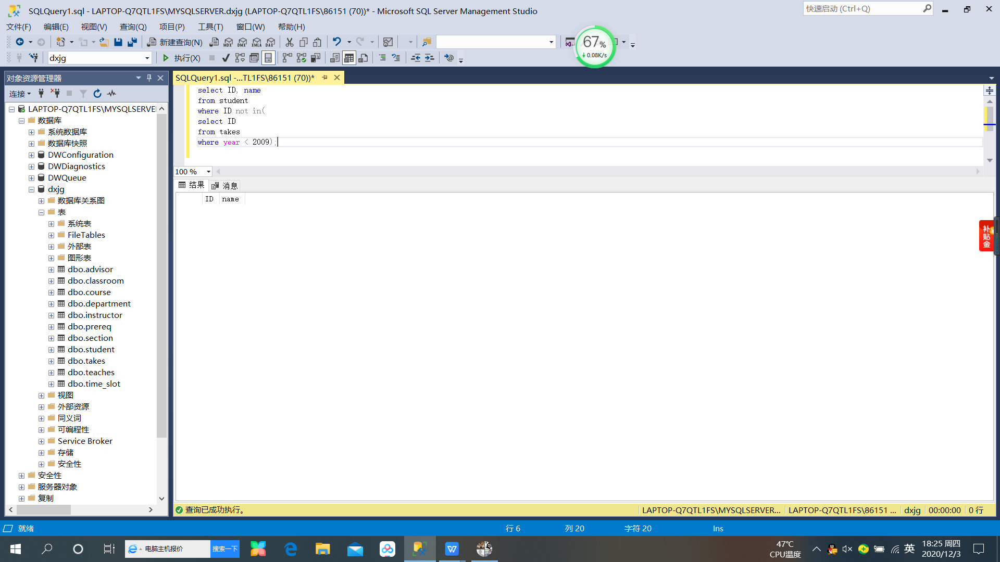 SQLQuery1.sql - LAPTOP-Q7QTL1FS\MYSQLSERVER.dxjg (LAPTOP-Q7QTL1FS\86151 (70))* - Microsoft SQL Server Management Studio
快速启动 (Ctrl+Q)
文件(F) 编辑(E) 视图(V) 查询(Q) 项目(P) 工具(T) 窗口(W) 帮助(H)
新建查询(N) MDX DMX XMLA DAX
67%
0.08K/s
dxjg 执行(X)
对象资源管理器
连接
LAPTOP-Q7QTL1FS\MYSQLSERVE
数据库
系统数据库
数据库快照
DWConfiguration
DWDiagnostics
DWQueue
dxjg
数据库关系图
表
系统表
FileTables
外部表
图形表
dbo.advisor
dbo.classroom
dbo.course
dbo.department
dbo.instructor
dbo.prereq
dbo.section
dbo.student
dbo.takes
dbo.teaches
dbo.time_slot
视图
外部资源
同义词
可编程性
Service Broker
存储
安全性
安全性
服务器对象
复制
SQLQuery1.sql -...TL1FS\86151 (70))*
select ID, name
from student
where ID not in(
select ID
from takes
where year < 2009);
100 %
结果 消息
ID name
补贴金
查询已成功执行。 LAPTOP-Q7QTL1FS\MYSQLSERVER... LAPTOP-Q7QTL1FS\86151 ... dxjg 00:00:00 0 行
就绪 行 6 列 20 字符 20 Ins
电脑主机报价 搜索一下
47℃
CPU温度
英
18:25 周四
2020/12/3